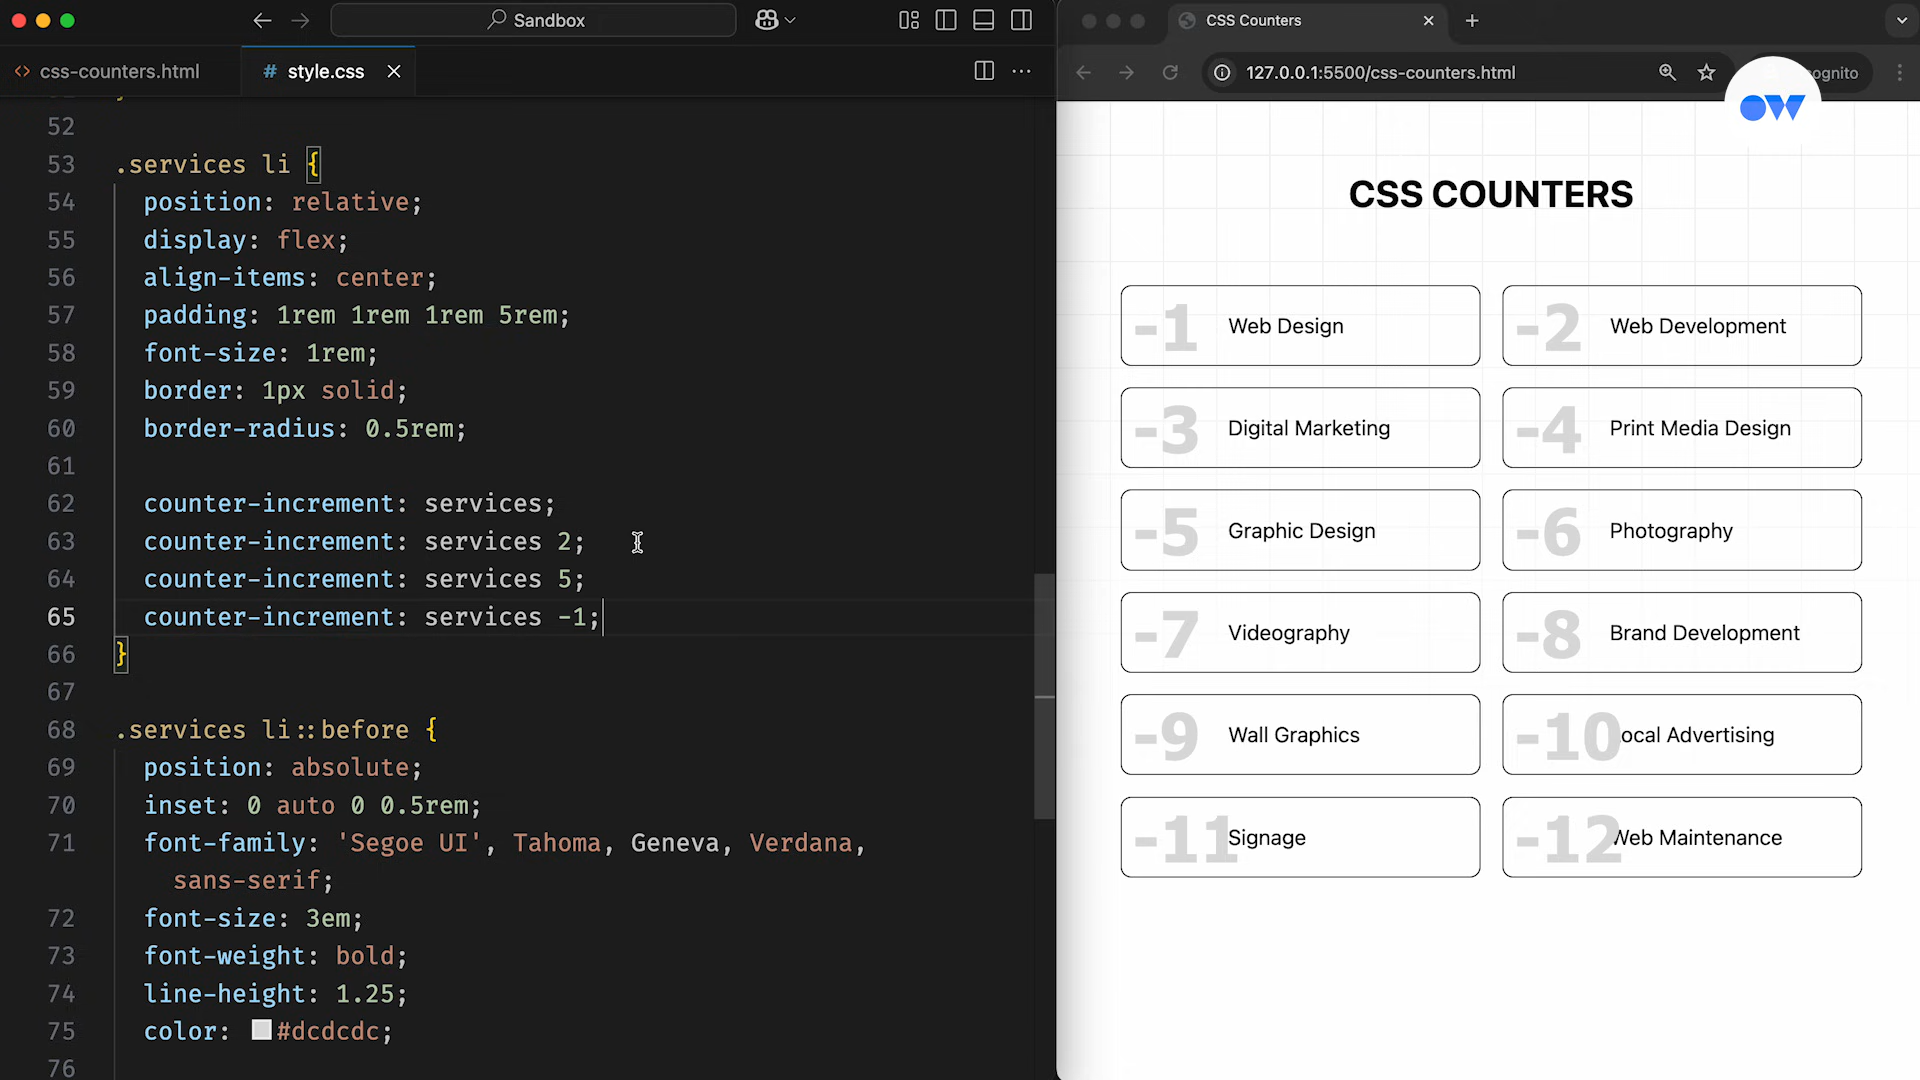 Sandbox
css-counters.html
# style.css
52
53 .services li {
54 position: relative;
55 display: flex;
56 align-items: center;
57 padding: 1rem 1rem 1rem 5rem;
58 font-size: 1rem;
59 border: 1px solid;
60 border-radius: 0.5rem;
61
62 counter-increment: services;
63 counter-increment: services 2;
64 counter-increment: services 5;
65 counter-increment: services -1;
66 }
67
68 .services li::before {
69 position: absolute;
70 inset: 0 auto 0 0.5rem;
71 font-family: 'Segoe UI', Tahoma, Geneva, Verdana,
sans-serif;
72 font-size: 3em;
73 font-weight: bold;
74 line-height: 1.25;
75 color: #dcdcdc;
76
CSS Counters
127.0.0.1:5500/css-counters.html
ognito
OW
CSS COUNTERS
-1 Web Design
-2 Web Development
-3 Digital Marketing
-4 Print Media Design
-5 Graphic Design
-6 Photography
-7 Videography
-8 Brand Development
-9 Wall Graphics
-10 ocal Advertising
-11 Signage
-12 Web Maintenance